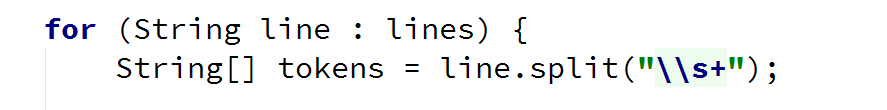 for (String line : lines) {
    String[] tokens = line.split("\\s+");